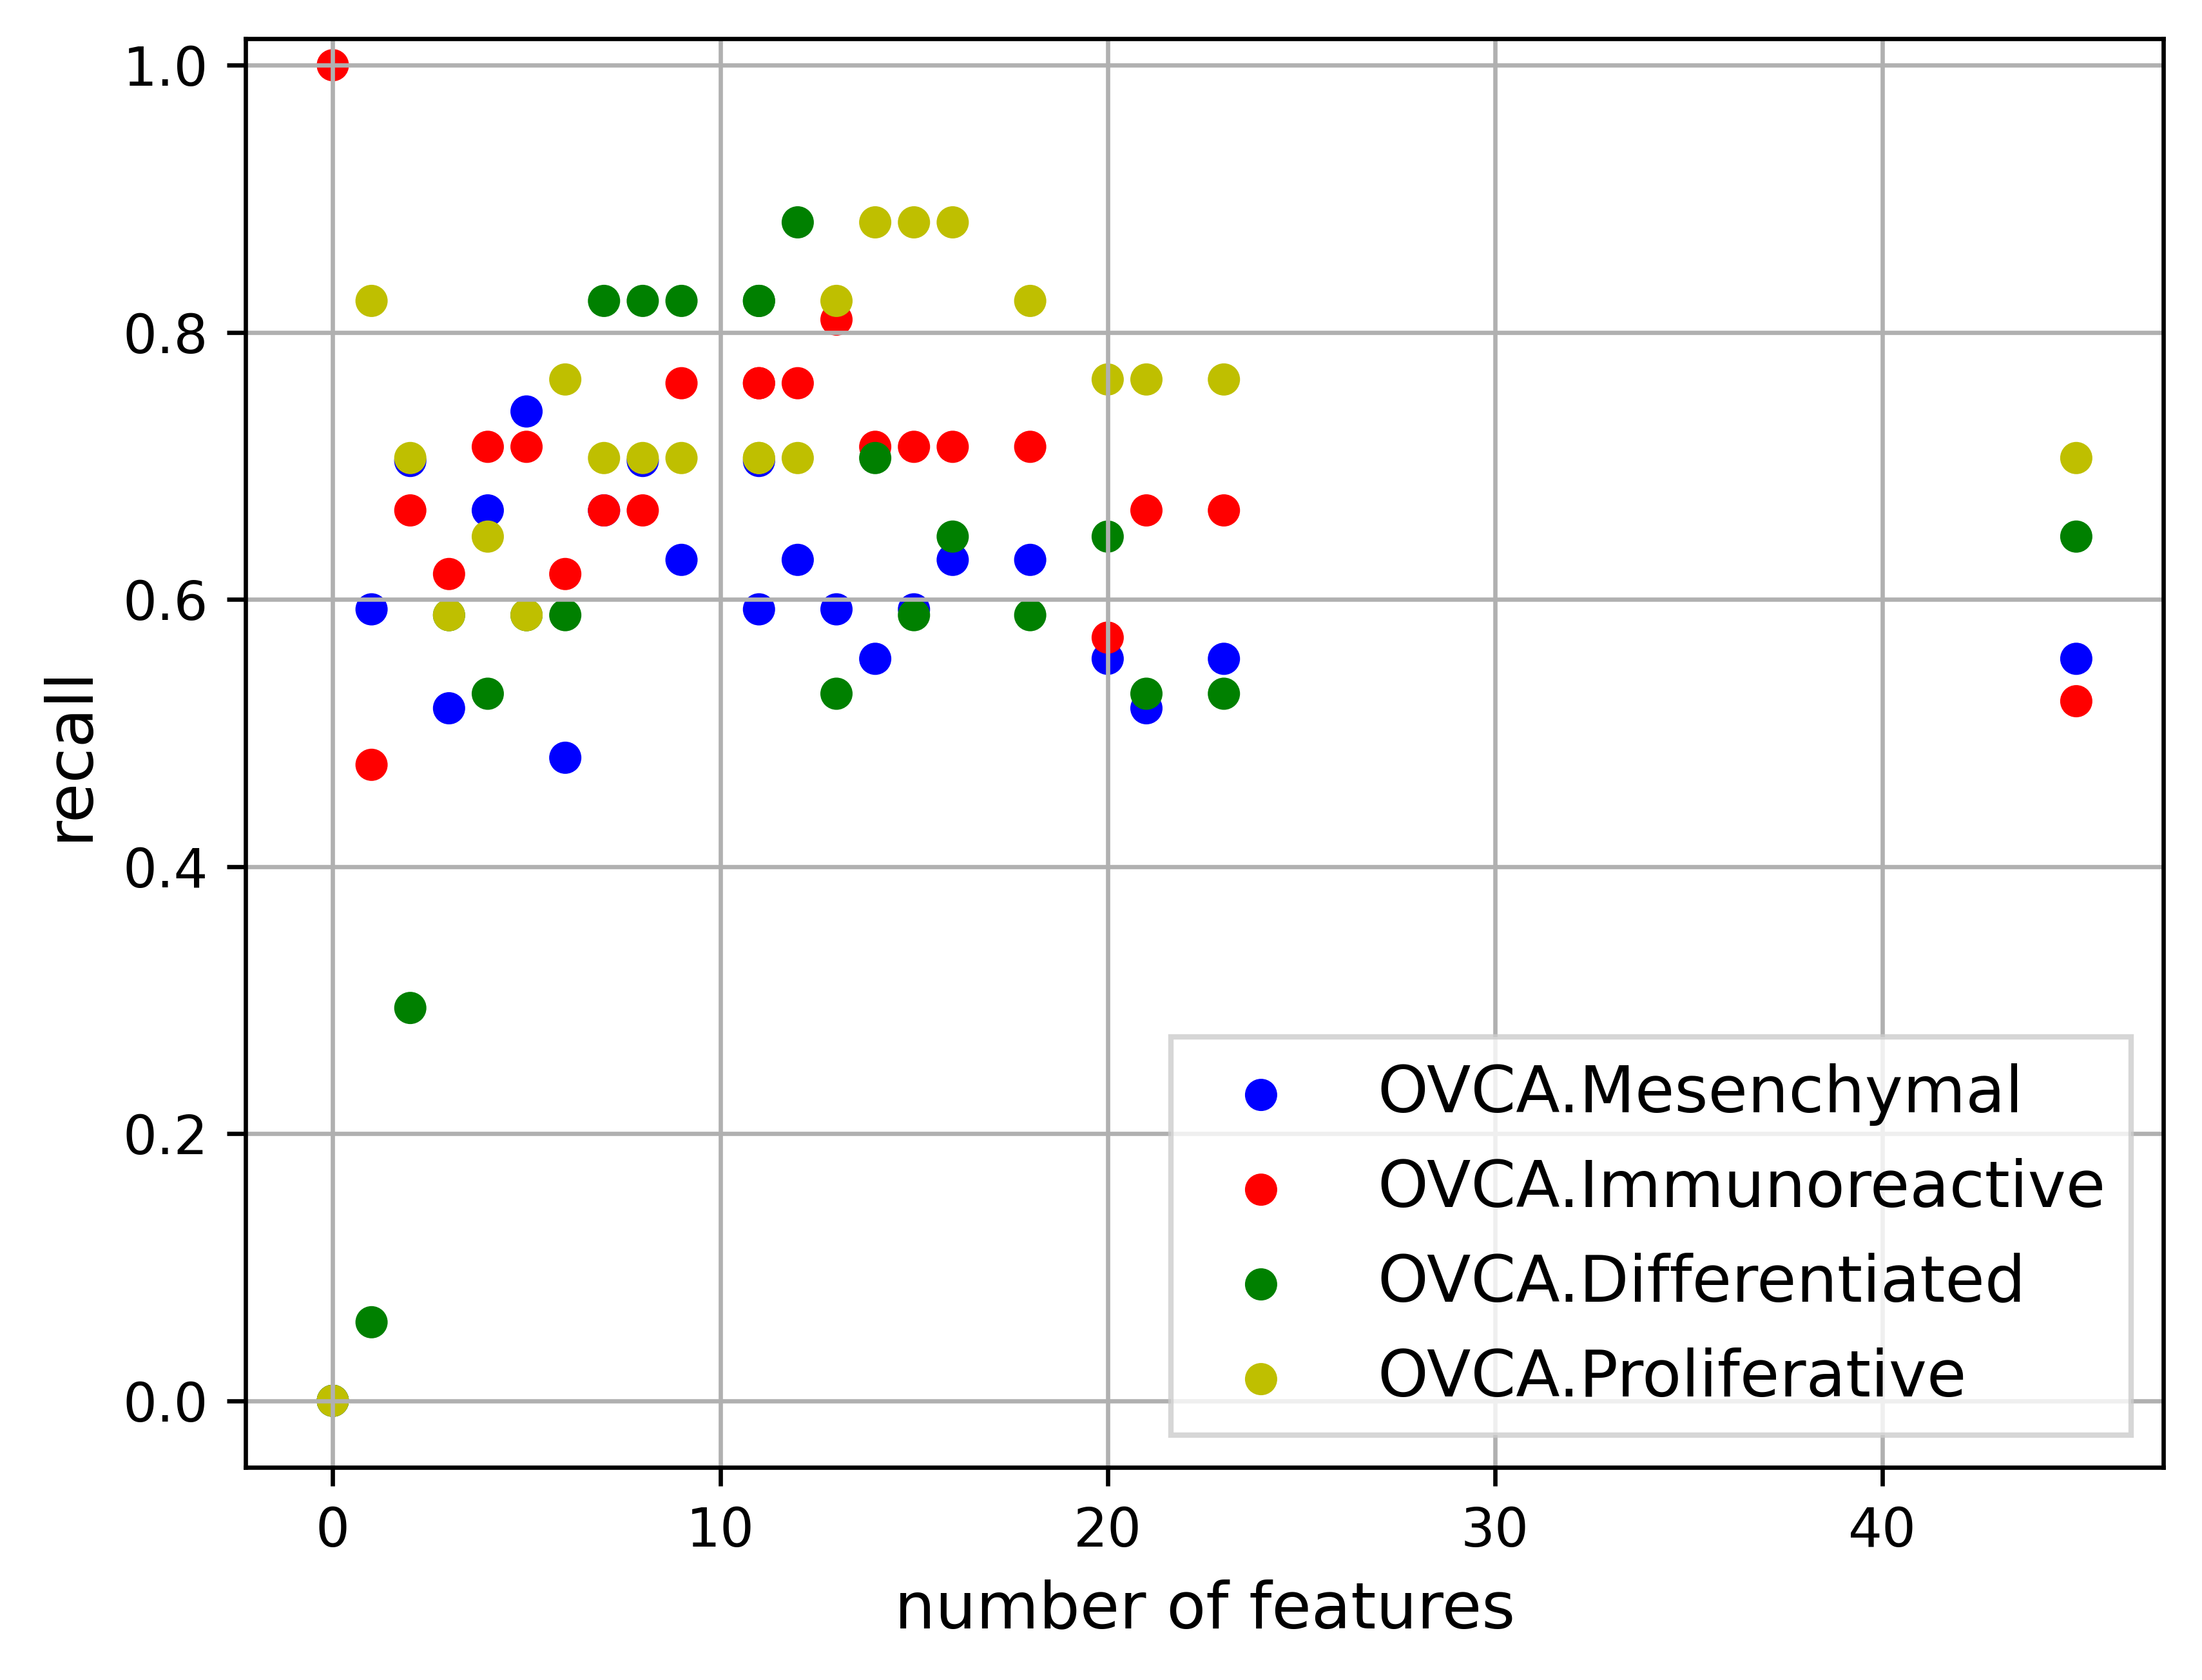 1.0
0.8
0.6
0.4
0.2
0.0
recall
OVCA.Mesenchymal
OVCA.Immunoreactive
OVCA.Differentiated
OVCA.Proliferative
0 10 20 30 40
number of features